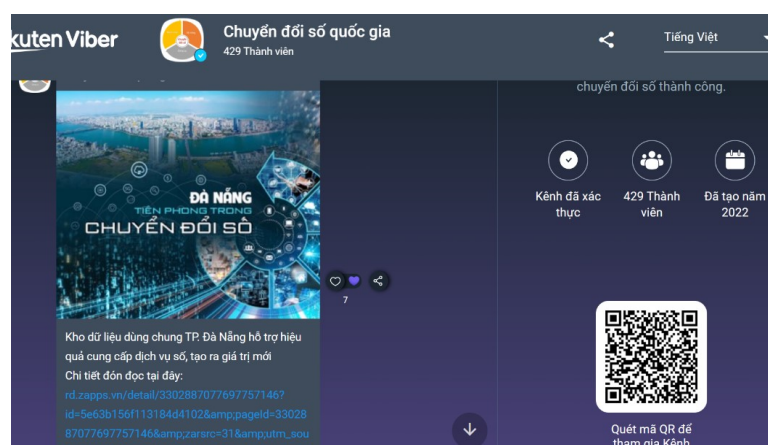 kuten Viber
Chuyển đổi số quốc gia
429 Thành viên
Tiếng Việt
ĐÀ NẴNG
TIÊN PHONG TRONG
CHUYỂN ĐỔI SỐ
7
Kho dữ liệu dùng chung TP. Đà Nẵng hỗ trợ hiệu
quả cung cấp dịch vụ số, tạo ra giá trị mới
Chi tiết đón đọc tại đây:
rd.zapps.vn/detail/3302887077697757146?
id=5e63b156f113184d4102&amp;pageId=33028
87077697757146&amp;zarsrc=31&amp;utm_sou
chuyển đổi số thành công.
Kênh đã xác
thực
429 Thành
viên
Đã tạo năm
2022
Quét mã QR để
tham gia Kênh